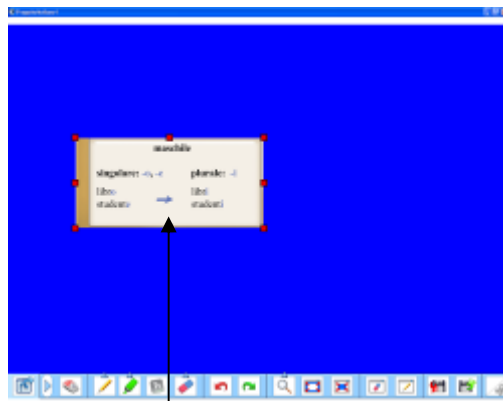 maschile
singolare: -o, -e plurale: -i
libro libri
studente studenti